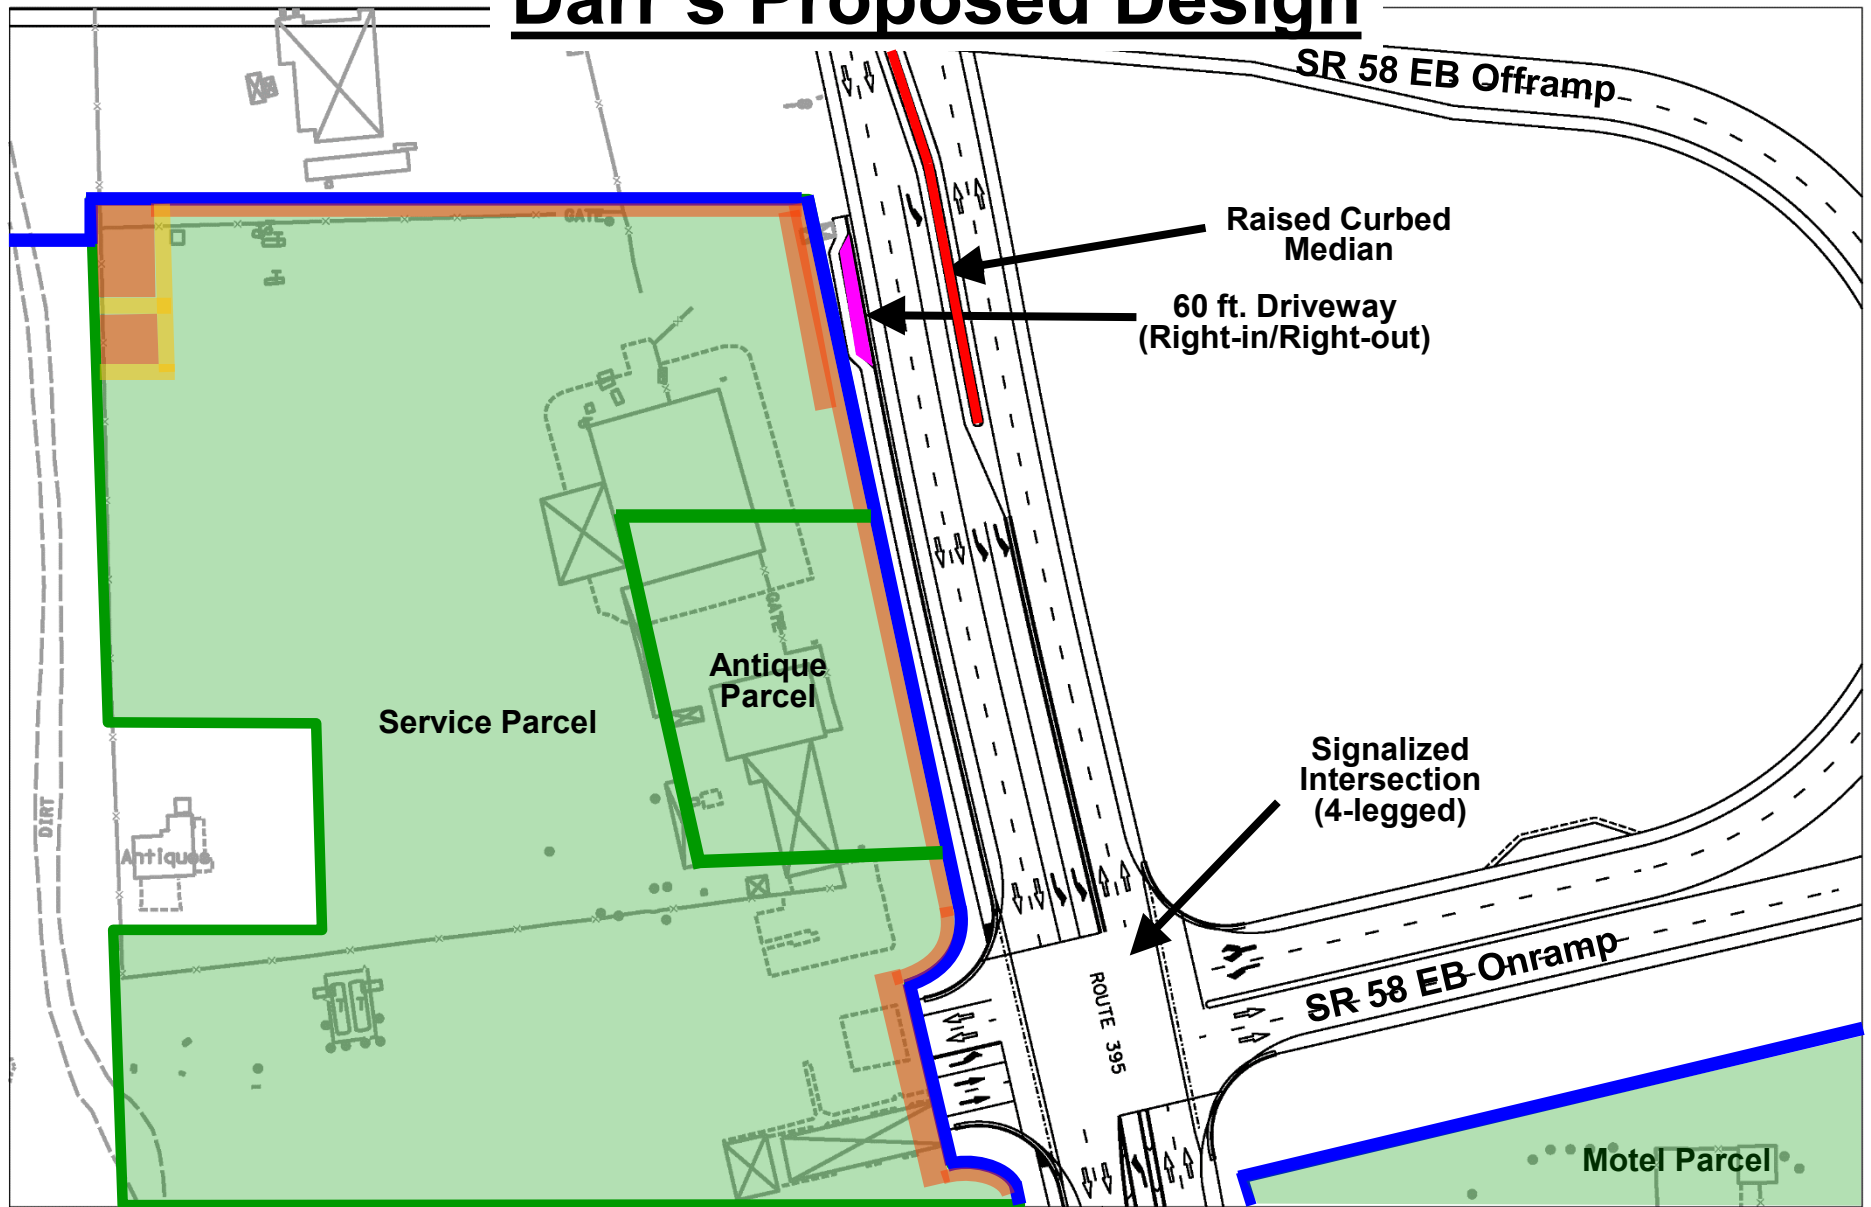 Darr's Proposed Design
SR 58 EB Offramp
GATE
Raised Curbed
Median
60 ft. Driveway
(Right-in/Right-out)
GATE
Antique
Parcel
Service Parcel
Signalized
Intersection
(4-legged)
DIRT
Antiques
SR 58 EB Onramp
ROUTE 395
T T
Motel Parcel